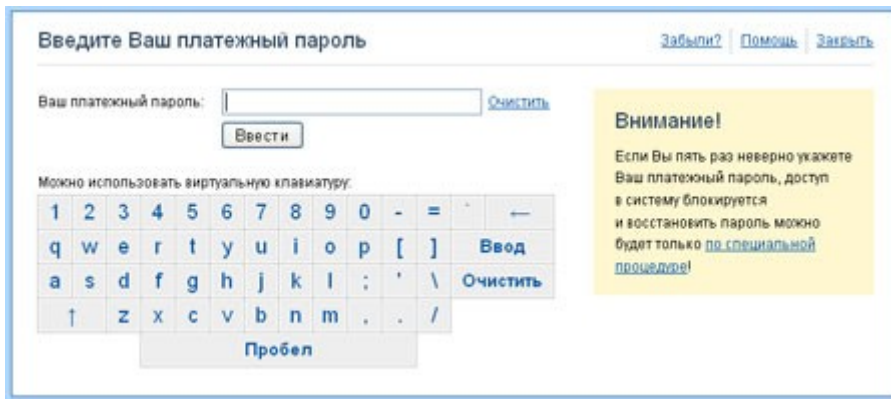 Введите Ваш платежный пароль
Забыли? Помощь Закрыть
Ваш платежный пароль: Очистить
Ввести
Внимание!
Если Вы пять раз неверно укажете
Ваш платежный пароль, доступ
в систему блокируется
и восстановить пароль можно
будет только по специальной
процедуре!
Можно использовать виртуальную клавиатуру:
1 2 3 4 5 6 7 8 9 0 - = ` ←
q w e r t y u i o p [ ] Ввод
a s d f g h j k l ; ' \ Очистить
↑ z x c v b n m , . /
Пробел